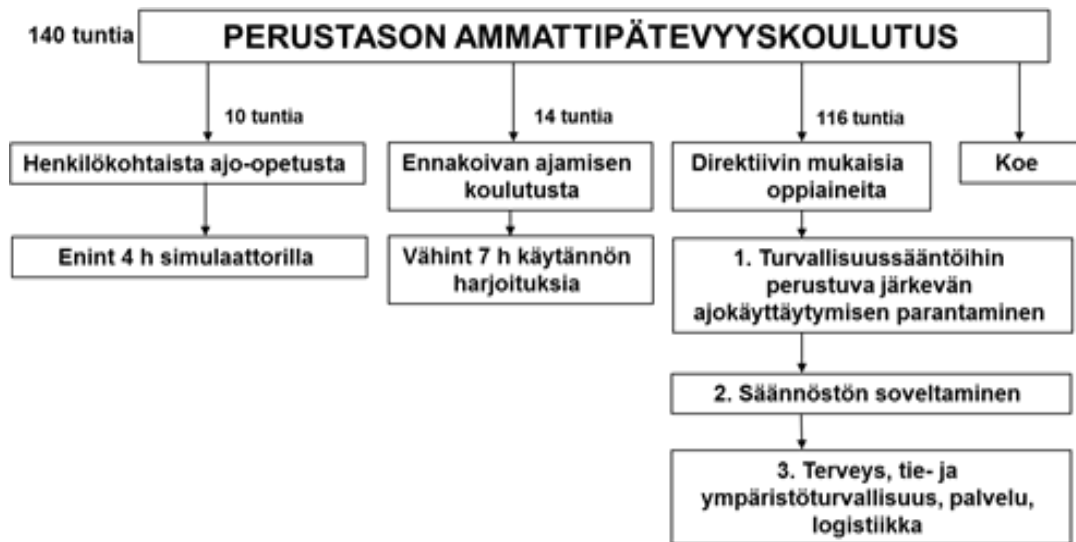 140 tuntia
PERUSTASON AMMATTIPÄTEVYYSKOULUTUS
10 tuntia
14 tuntia
116 tuntia
Henkilökohtaista ajo-opetusta
Ennakoivan ajamisen
koulutusta
Direktiivin mukaisia
oppiaineita
Koe
Enint 4 h simulaattorilla
Vähint 7 h käytännön
harjoituksia
1. Turvallisuussääntöihin
perustuva järkevän
ajokäyttäytymisen parantaminen
2. Säännöstön soveltaminen
3. Terveys, tie- ja
ympäristöturvallisuus, palvelu,
logistiikka